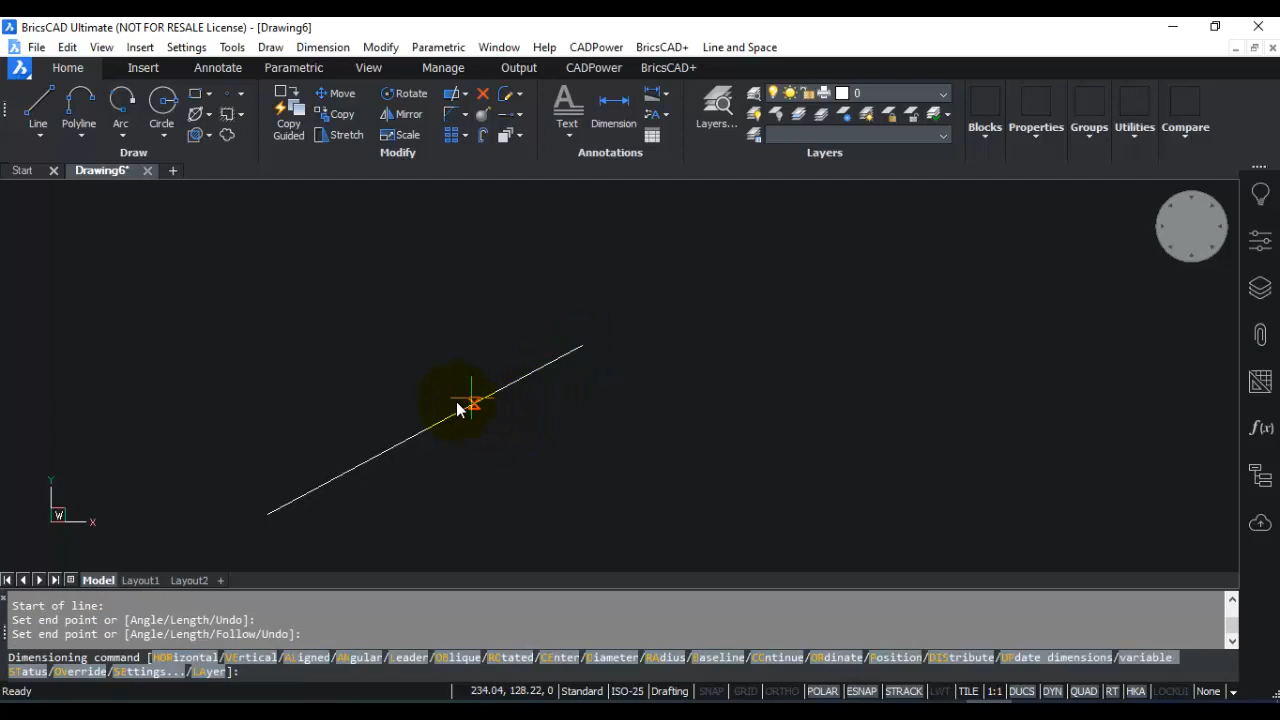 BricsCAD Ultimate (NOT FOR RESALE License) - [Drawing6]
File Edit View Insert Settings Tools Draw Dimension Modify Parametric Window Help CADPower BricsCAD+ Line and Space
Home Insert Annotate Parametric View Manage Output CADPower BricsCAD+
Move Rotate 0
Copy Mirror
Line Polyline Arc Circle Copy Guided Stretch Scale Text Dimension Layers... Blocks Properties Groups Utilities Compare
Draw Modify Annotations Layers
Start Drawing6*
Y
W X
Model Layout1 Layout2 +
Start of line:
Set end point or [Angle/Length/Undo]:
Set end point or [Angle/Length/Follow/Undo]:
Dimensioning command [HORizontal/VErtical/ALigned/ANgular/Leader/OBlique/ROtated/CEnter/Diameter/RAdius/Baseline/COntinue/ORdinate/Position/DIStribute/UPdate dimensions/variable
STatus/OVerride/SEttings.../LAyer]:
Ready 234.04, 128.22, 0 Standard ISO-25 Drafting SNAP GRID ORTHO POLAR ESNAP STRACK LWT TILE 1:1 DUCS DYN QUAD RT HKA LOCKUI None
f(x)